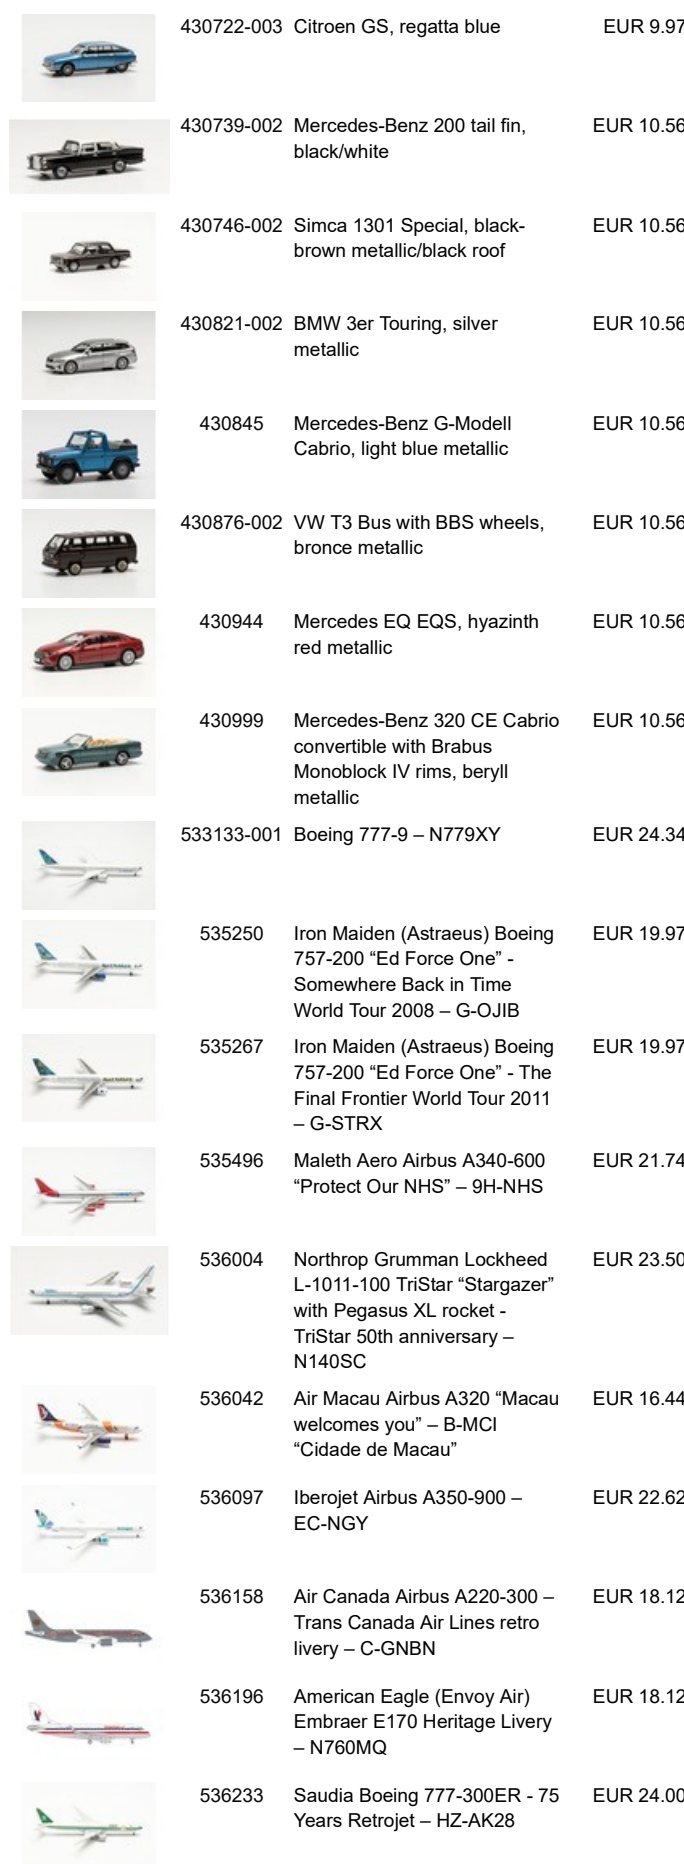 430722-003 Citroen GS, regatta blue EUR 9.97
430739-002 Mercedes-Benz 200 tail fin, EUR 10.56
black/white
430746-002 Simca 1301 Special, black- EUR 10.56
brown metallic/black roof
430821-002 BMW 3er Touring, silver EUR 10.56
metallic
430845 Mercedes-Benz G-Modell EUR 10.56
Cabrio, light blue metallic
430876-002 VW T3 Bus with BBS wheels, EUR 10.56
bronce metallic
430944 Mercedes EQ EQS, hyazinth EUR 10.56
red metallic
430999 Mercedes-Benz 320 CE Cabrio EUR 10.56
convertible with Brabus
Monoblock IV rims, beryll
metallic
533133-001 Boeing 777-9 – N779XY EUR 24.34
535250 Iron Maiden (Astraeus) Boeing EUR 19.97
757-200 “Ed Force One” -
Somewhere Back in Time
World Tour 2008 – G-OJIB
535267 Iron Maiden (Astraeus) Boeing EUR 19.97
757-200 “Ed Force One” - The
Final Frontier World Tour 2011
– G-STRX
535496 Maleth Aero Airbus A340-600 EUR 21.74
“Protect Our NHS” – 9H-NHS
536004 Northrop Grumman Lockheed EUR 23.50
L-1011-100 TriStar “Stargazer”
with Pegasus XL rocket -
TriStar 50th anniversary –
N140SC
536042 Air Macau Airbus A320 “Macau EUR 16.44
welcomes you” – B-MCI
“Cidade de Macau”
536097 Iberojet Airbus A350-900 – EUR 22.62
EC-NGY
536158 Air Canada Airbus A220-300 – EUR 18.12
Trans Canada Air Lines retro
livery – C-GNBN
536196 American Eagle (Envoy Air) EUR 18.12
Embraer E170 Heritage Livery
– N760MQ
536233 Saudia Boeing 777-300ER - 75 EUR 24.00
Years Retrojet – HZ-AK28